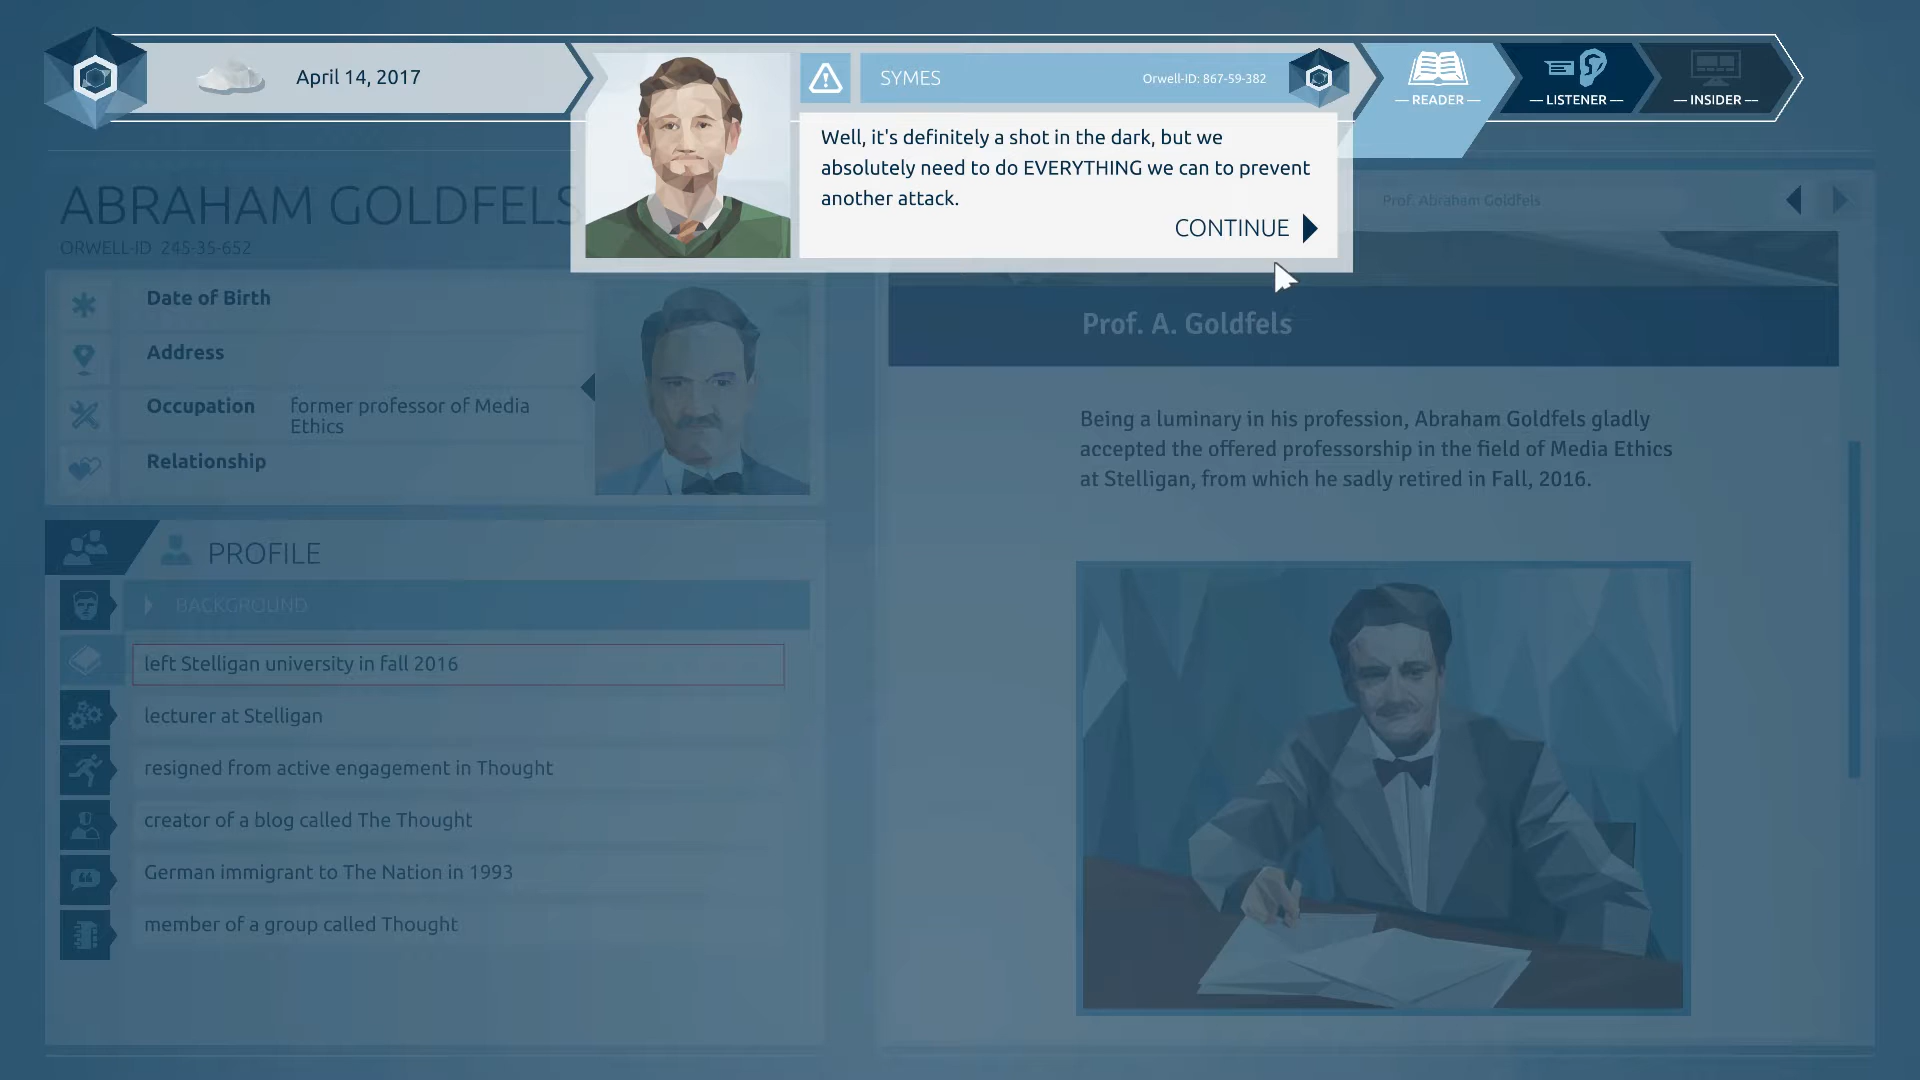 April 14, 2017
SYMES
Orwell-ID: 867-59-382
READER
LISTENER
INSIDER
Well, it's definitely a shot in the dark, but we
absolutely need to do EVERYTHING we can to prevent
another attack.
CONTINUE
ABRAHAM GOLDFELS
ORWELL-ID 245-35-652
Date of Birth
Address
Occupation former professor of Media
Ethics
Relationship
PROFILE
BACKGROUND
left Stelligan university in fall 2016
lecturer at Stelligan
resigned from active engagement in Thought
creator of a blog called The Thought
German immigrant to The Nation in 1993
member of a group called Thought
Prof. Abraham Goldfels
Prof. A. Goldfels
Being a luminary in his profession, Abraham Goldfels gladly
accepted the offered professorship in the field of Media Ethics
at Stelligan, from which he sadly retired in Fall, 2016.